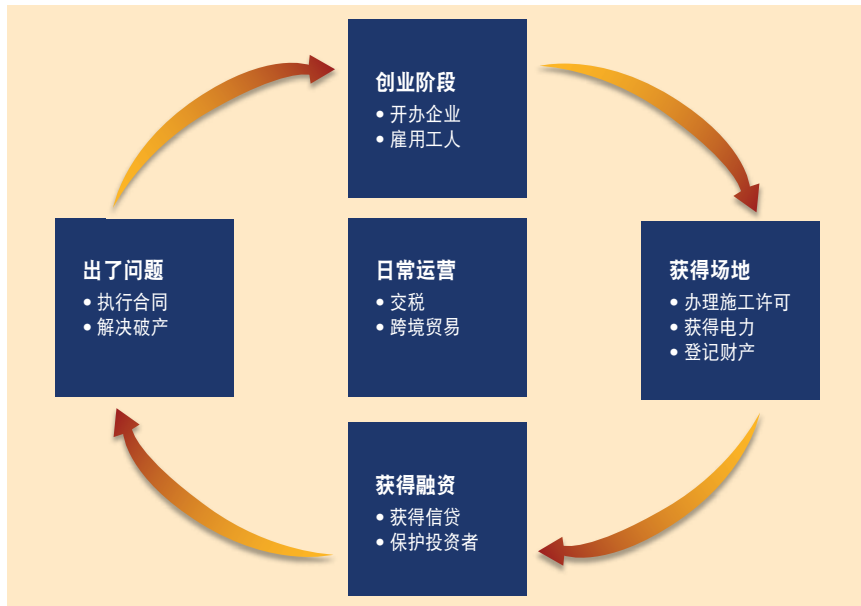 创业阶段
• 开办企业
• 雇用工人
出了问题
• 执行合同
• 解决破产
日常运营
• 交税
• 跨境贸易
获得场地
• 办理施工许可
• 获得电力
• 登记财产
获得融资
• 获得信贷
• 保护投资者